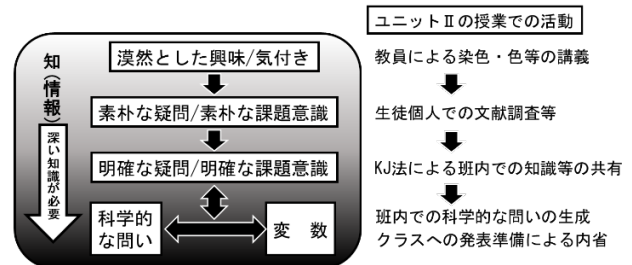 知(情報)
深い知識が必要
漠然とした興味/気付き
素朴な疑問/素朴な課題意識
明確な疑問/明確な課題意識
科学的
な問い
変 数
ユニットⅡの授業での活動
教員による染色・色等の講義
生徒個人での文献調査等
KJ法による班内での知識等の共有
班内での科学的な問いの生成
クラスへの発表準備による内省